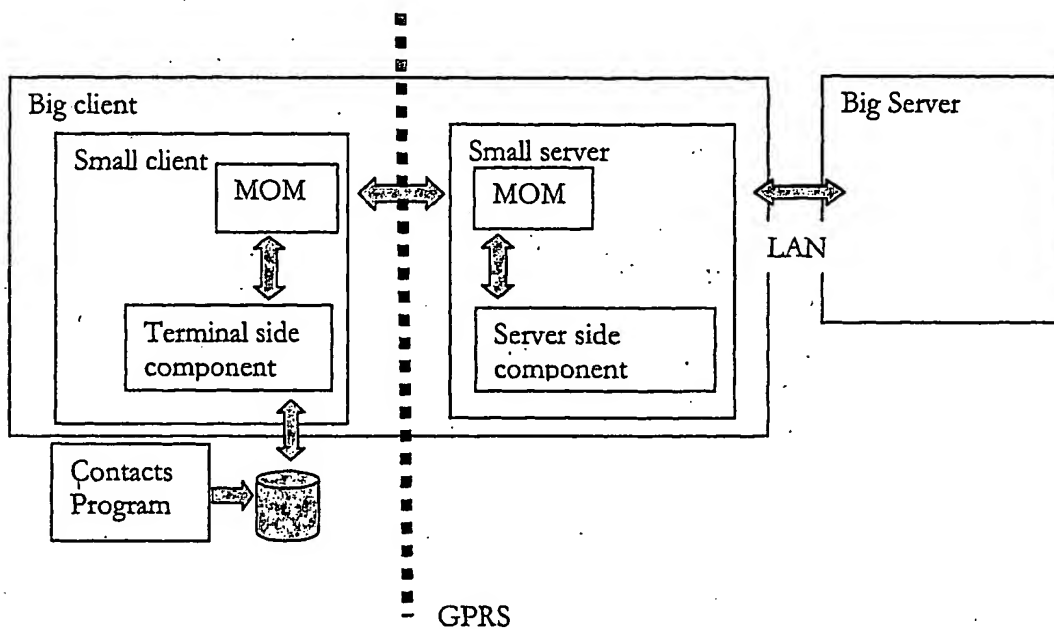 Big client
Big Server
Small client
Small server
MOM
MOM
LAN
Terminal side
component
Server side
component
Contacts
Program
GPRS